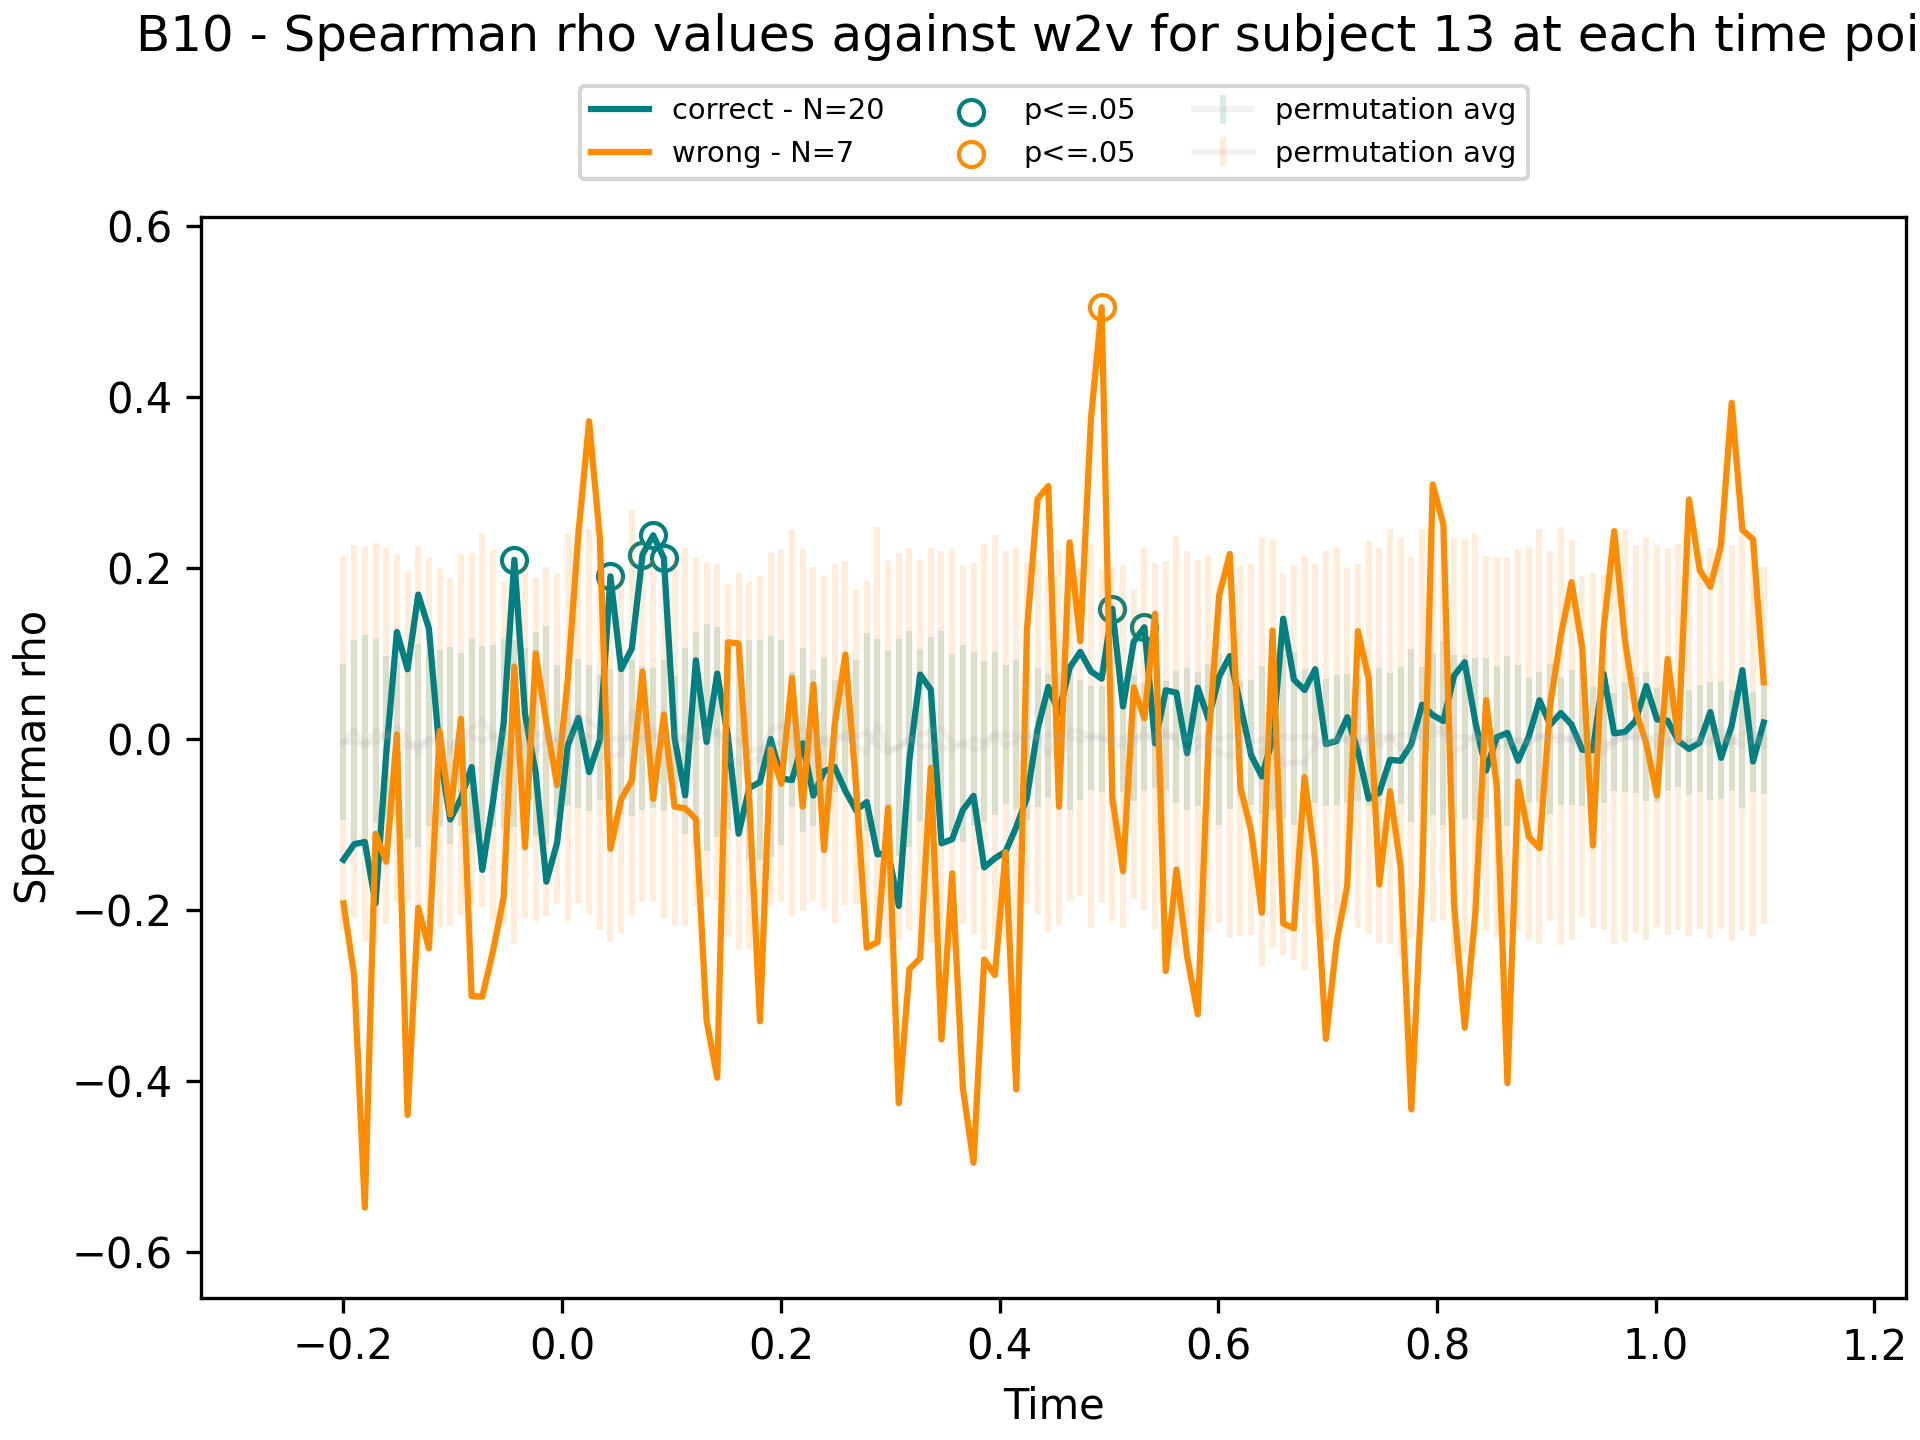 B10 - Spearman rho values against w2v for subject 13 at each time poi
correct - N=20
wrong - N=7
p<=.05
p<=.05
permutation avg
permutation avg
Spearman rho
0.6
0.4
0.2
0.0
−0.2
−0.4
−0.6
−0.2 0.0 0.2 0.4 0.6 0.8 1.0 1.2
Time